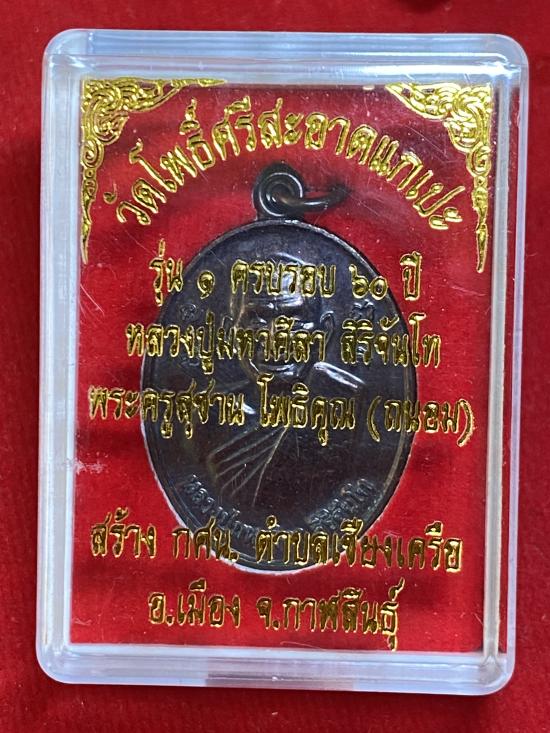 วัดโพธิ์ศรีสะอาดแกเปะ
รุ่น ๑ ครบรอบ ๖๐ ปี
หลวงปู่มหาศิลา สิริจันโท
พระครูสุชาน โพธิคุณ (ถนอม)
สร้าง กศน. ตำบลเชียงเครือ
อ.เมือง จ.กาฬสินธุ์